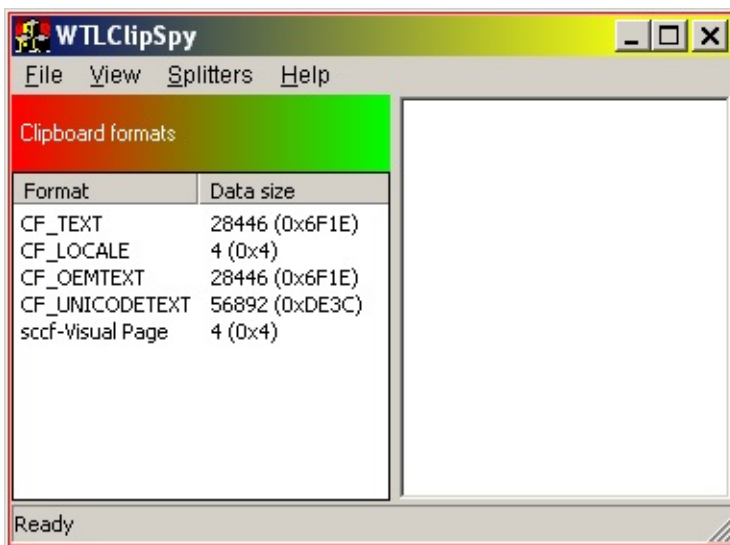 WTLClipSpy
File View Splitters Help
Clipboard formats
Format Data size
CF_TEXT 28446 (0x6F1E)
CF_LOCALE 4 (0x4)
CF_OEMTEXT 28446 (0x6F1E)
CF_UNICODETEXT 56892 (0xDE3C)
sccf-Visual Page 4 (0x4)
Ready